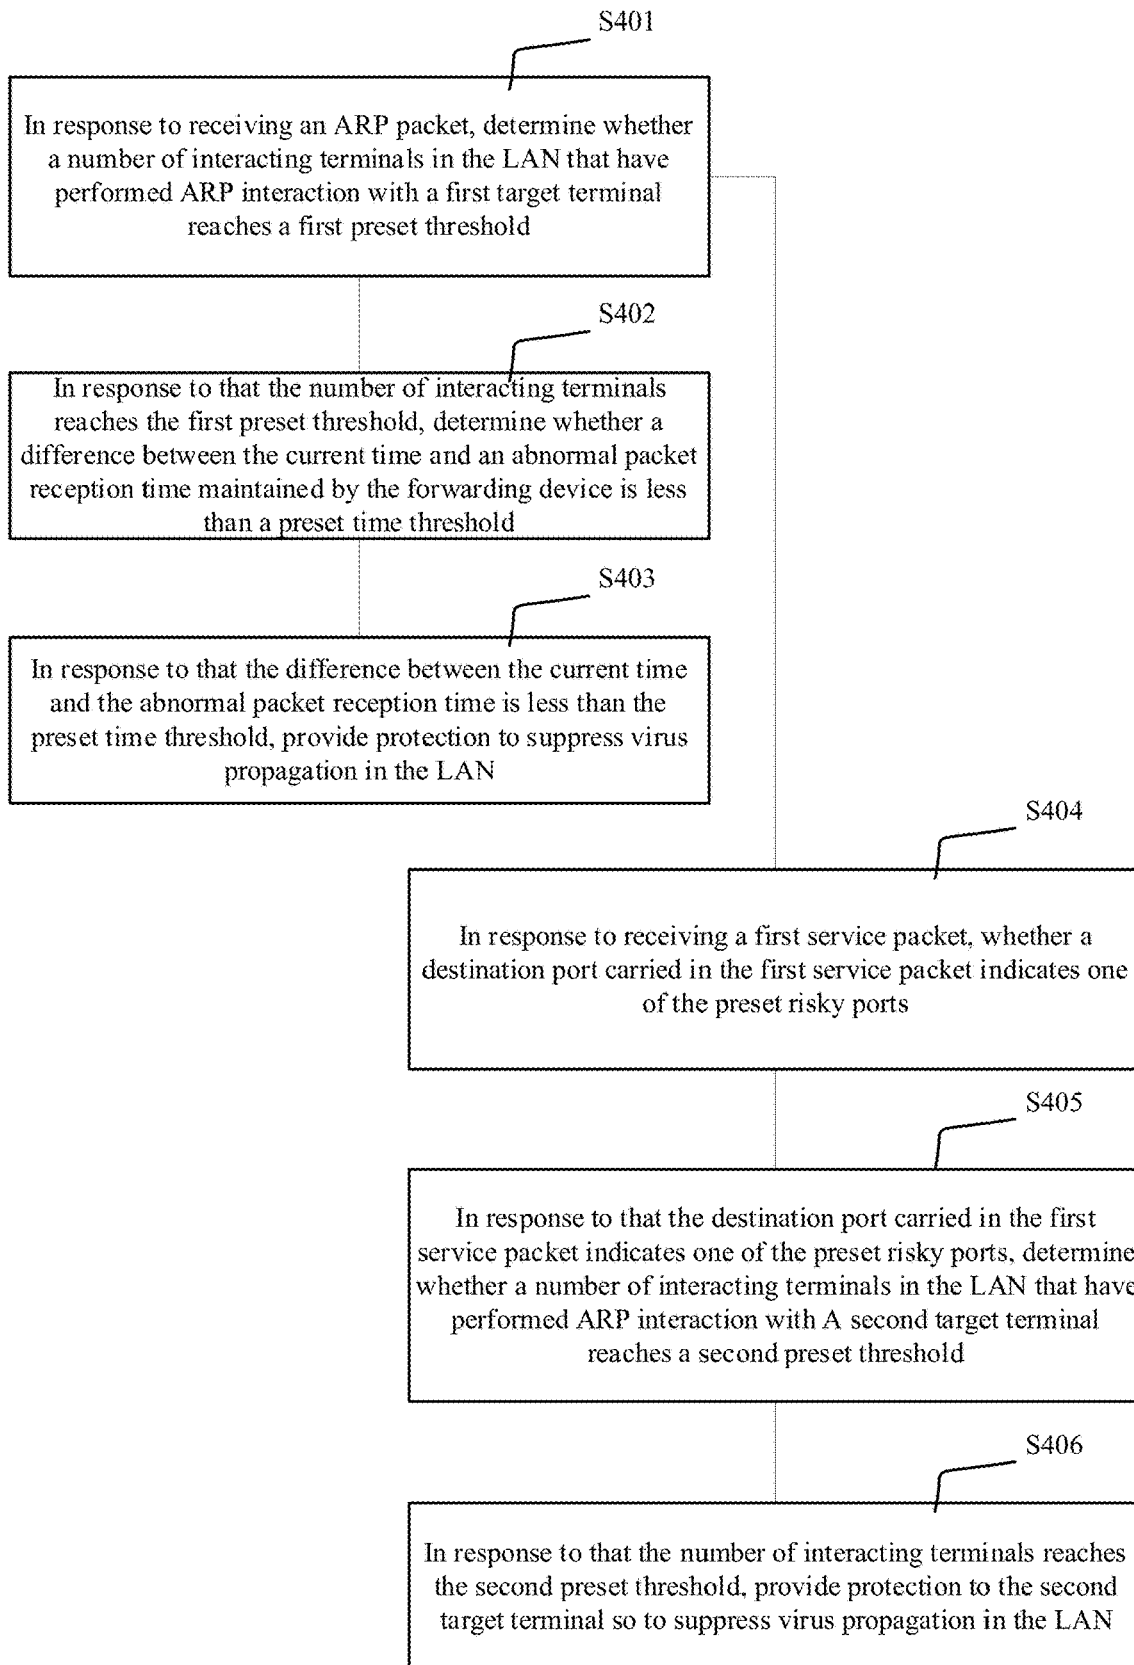 S401
In response to receiving an ARP packet, determine whether
a number of interacting terminals in the LAN that have
performed ARP interaction with a first target terminal
reaches a first preset threshold
S402
In response to that the number of interacting terminals
reaches the first preset threshold, determine whether a
difference between the current time and an abnormal packet
reception time maintained by the forwarding device is less
than a preset time threshold
S403
In response to that the difference between the current time
and the abnormal packet reception time is less than the
preset time threshold, provide protection to suppress virus
propagation in the LAN
S404
In response to receiving a first service packet, whether a
destination port carried in the first service packet indicates one
of the preset risky ports
S405
In response to that the destination port carried in the first
service packet indicates one of the preset risky ports, determine
whether a number of interacting terminals in the LAN that have
performed ARP interaction with A second target terminal
reaches a second preset threshold
S406
In response to that the number of interacting terminals reaches
the second preset threshold, provide protection to the second
target terminal so to suppress virus propagation in the LAN